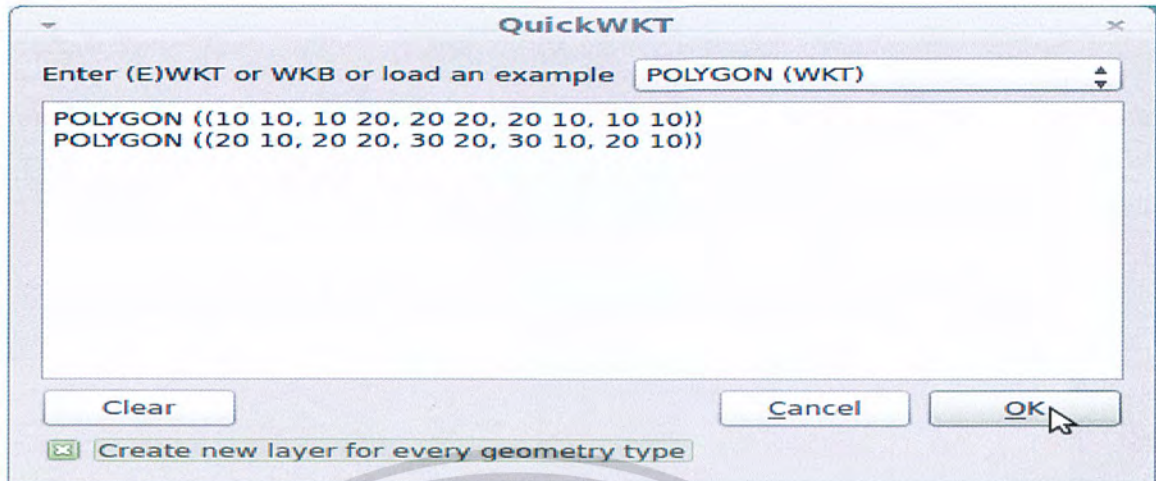 QuickWKT
Enter (E)WKT or WKB or load an example POLYGON (WKT)
POLYGON ((10 10, 10 20, 20 20, 20 10, 10 10))
POLYGON ((20 10, 20 20, 30 20, 30 10, 20 10))
Clear Cancel OK
Create new layer for every geometry type